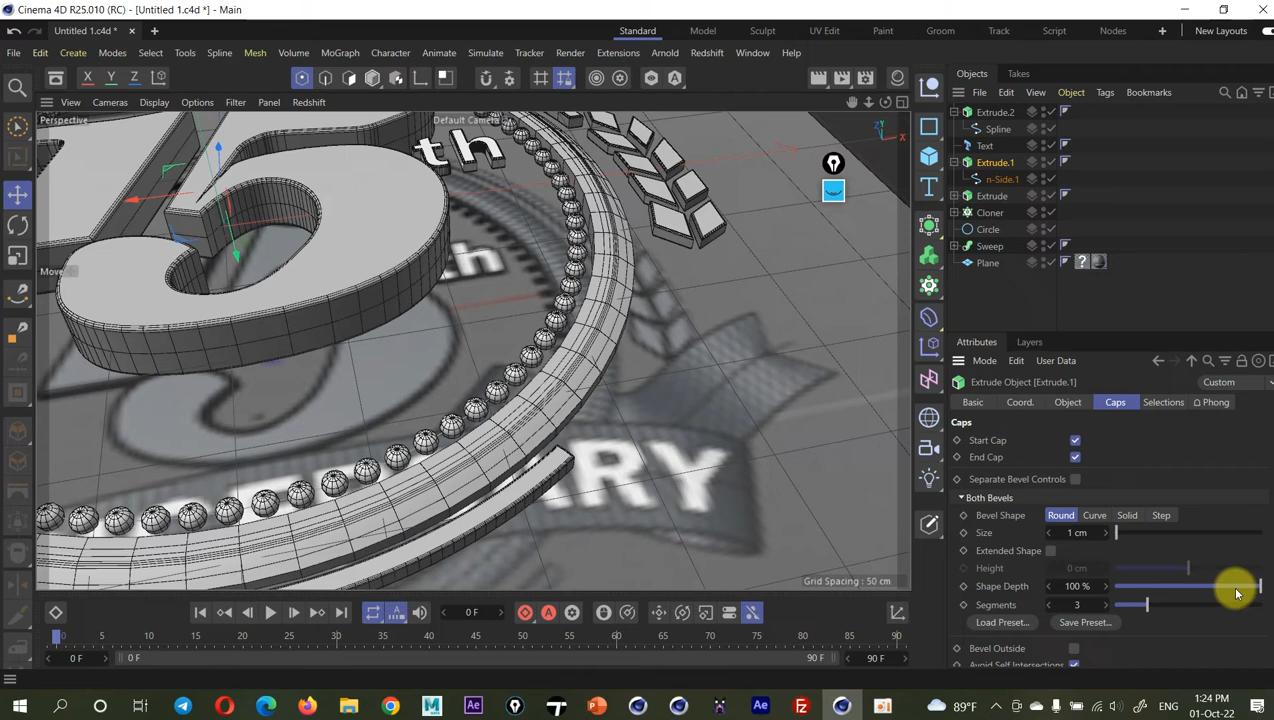 Cinema 4D R25.010 (RC) - [Untitled 1.c4d *] - Main
Untitled 1.c4d *
Standard Model Sculpt UV Edit Paint Groom Track Script Nodes New Layouts
File Edit Create Modes Select Tools Spline Mesh Volume MoGraph Character Animate Simulate Tracker Render Extensions Arnold Redshift Window Help
X Y Z
Objects Takes
File Edit View Object Tags Bookmarks
View Cameras Display Options Filter Panel Redshift
Perspective
Default Camera
Extrude.2
Spline
Text
Extrude.1
n-Side.1
Extrude
Cloner
Circle
Sweep
Plane
Z
Y
X
th
th
Move
RY
Grid Spacing : 50 cm
Attributes Layers
Mode Edit User Data
Extrude Object [Extrude.1]
Custom
Basic Coord. Object Caps Selections Phong
Caps
Start Cap
End Cap
Separate Bevel Controls
Both Bevels
Bevel Shape Round Curve Solid Step
Size 1 cm
Extended Shape
Height 0 cm
Shape Depth 100 %
Segments 3
Load Preset... Save Preset...
Bevel Outside
Avoid Self Intersections
0 F
0 5 10 15 20 25 30 35 40 45 50 55 60 65 70 75 80 85 90
0 F 0 F 90 F 90 F
89°F
ENG
1:24 PM
01-Oct-22